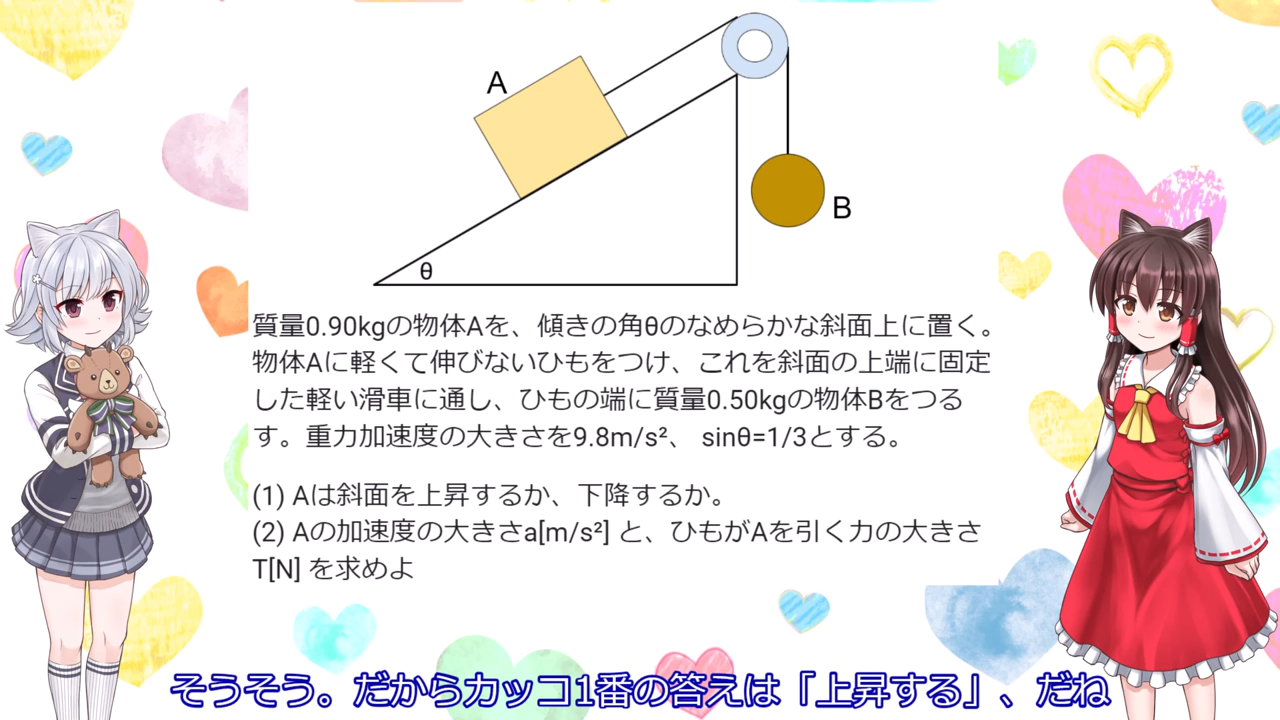 A
B
θ
質量0.90kgの物体Aを、傾きの角θのなめらかな斜面上に置く。
物体Aに軽くて伸びないひもをつけ、これを斜面の上端に固定
した軽い滑車に通し、ひもの端に質量0.50kgの物体Bをつる
す。重力加速度の大きさを9.8m/s²、 sinθ=1/3とする。
(1) Aは斜面を上昇するか、下降するか。
(2) Aの加速度の大きさa[m/s²] と、ひもがAを引く力の大きさ
T[N] を求めよ
そうそう。だからカッコ1番の答えは「上昇する」、だね